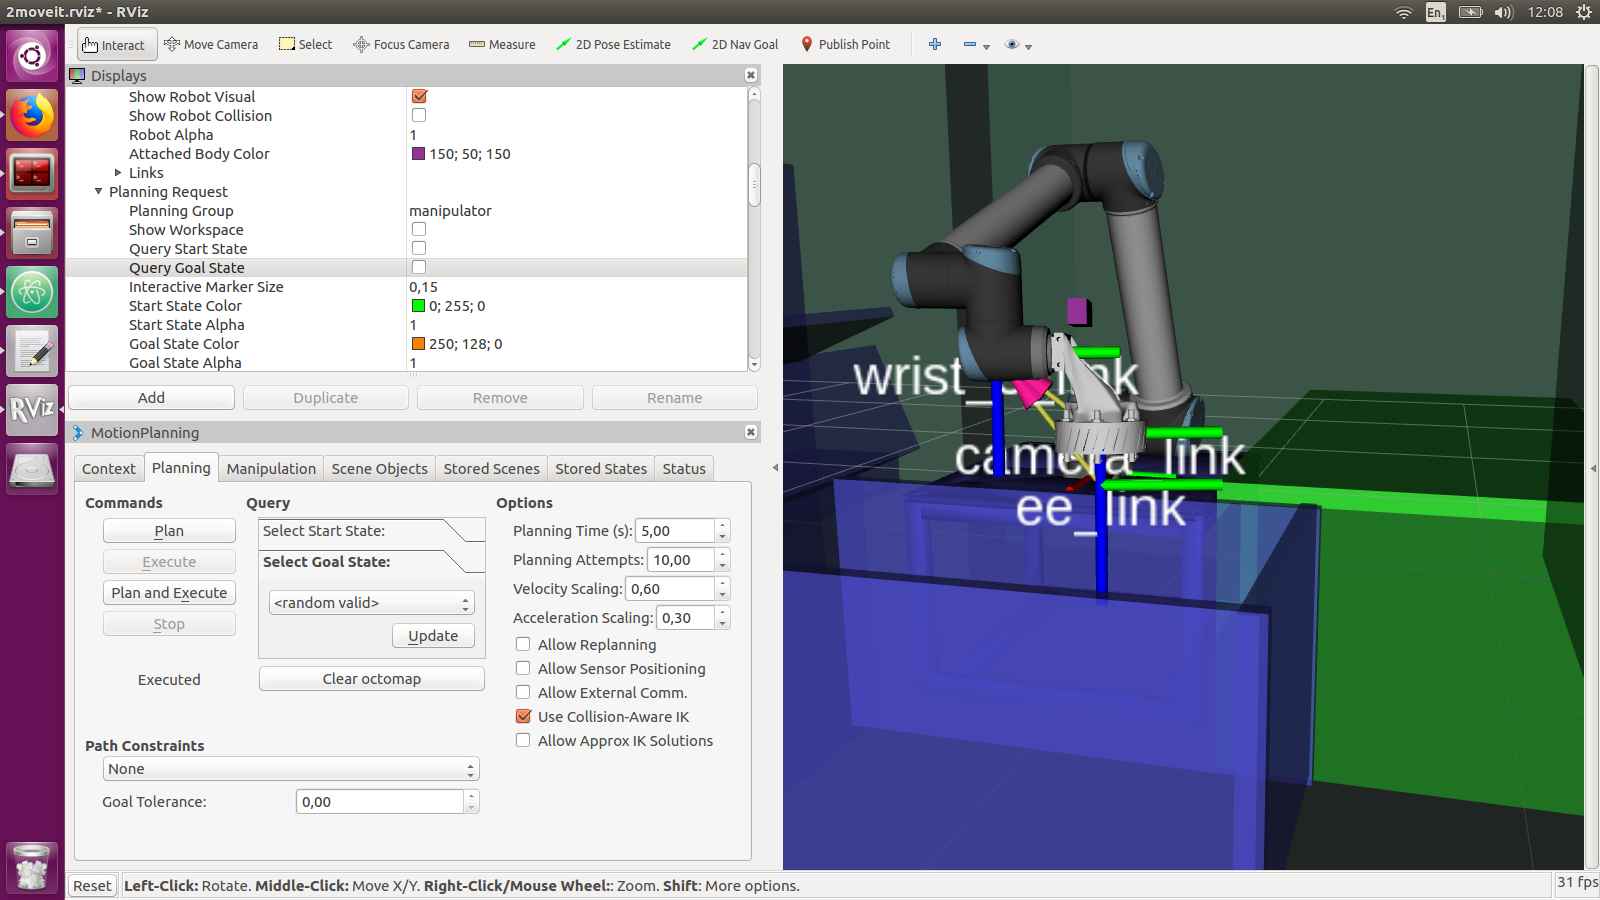 2moveit.rviz* - RViz
En1
12:08
Interact
Move Camera
Select
Focus Camera
Measure
2D Pose Estimate
2D Nav Goal
Publish Point
Displays
Show Robot Visual
Show Robot Collision
Robot Alpha
1
Attached Body Color
150; 50; 150
Links
Planning Request
Planning Group
manipulator
Show Workspace
Query Start State
Query Goal State
Interactive Marker Size
0,15
Start State Color
0; 255; 0
Start State Alpha
1
Goal State Color
250; 128; 0
Goal State Alpha
1
Add
Duplicate
Remove
Rename
MotionPlanning
Context
Planning
Manipulation
Scene Objects
Stored Scenes
Stored States
Status
Commands
Plan
Execute
Plan and Execute
Stop
Executed
Query
Select Start State:
Select Goal State:
<random valid>
Update
Clear octomap
Options
Planning Time (s):
5,00
Planning Attempts:
10,00
Velocity Scaling:
0,60
Acceleration Scaling:
0,30
Allow Replanning
Allow Sensor Positioning
Allow External Comm.
Use Collision-Aware IK
Allow Approx IK Solutions
Path Constraints
None
Goal Tolerance:
0,00
camera_link
ee_link
RViz
Reset
Left-Click: Rotate. Middle-Click: Move X/Y. Right-Click/Mouse Wheel:: Zoom. Shift: More options.
31 fps